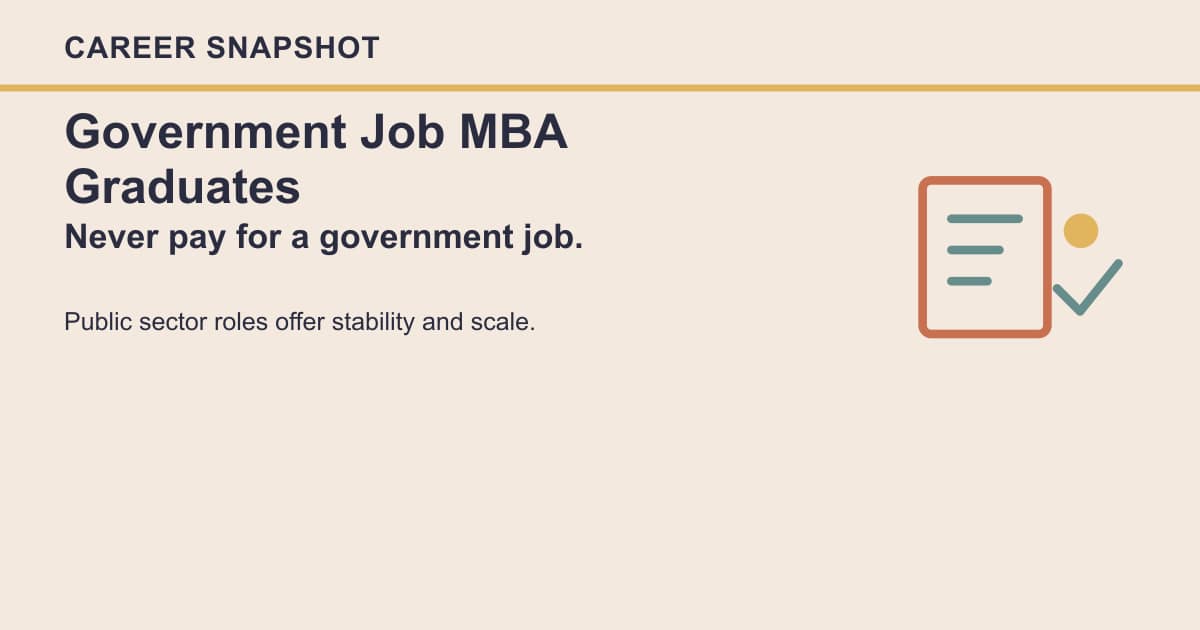 CAREER SNAPSHOT
Government Job MBA
Graduates
Never pay for a government job.
Public sector roles offer stability and scale.